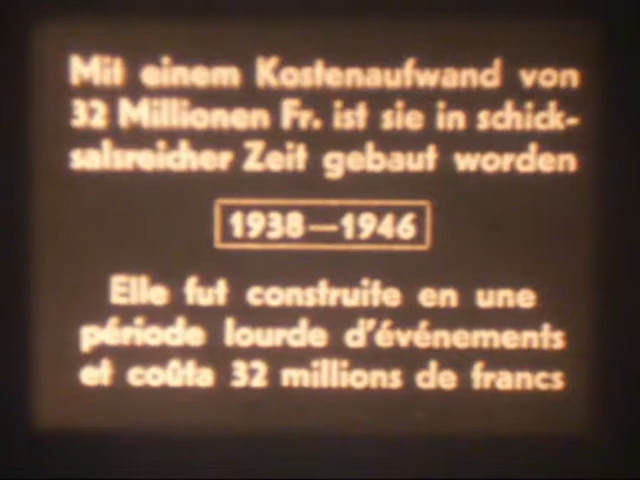 Mit einem Kostenaufwand von
32 Millionen Fr. ist sie in schick-
salsreicher Zeit gebaut worden
1938—1946
Elle fut construite en une
période lourde d'événements
et coûta 32 millions de francs